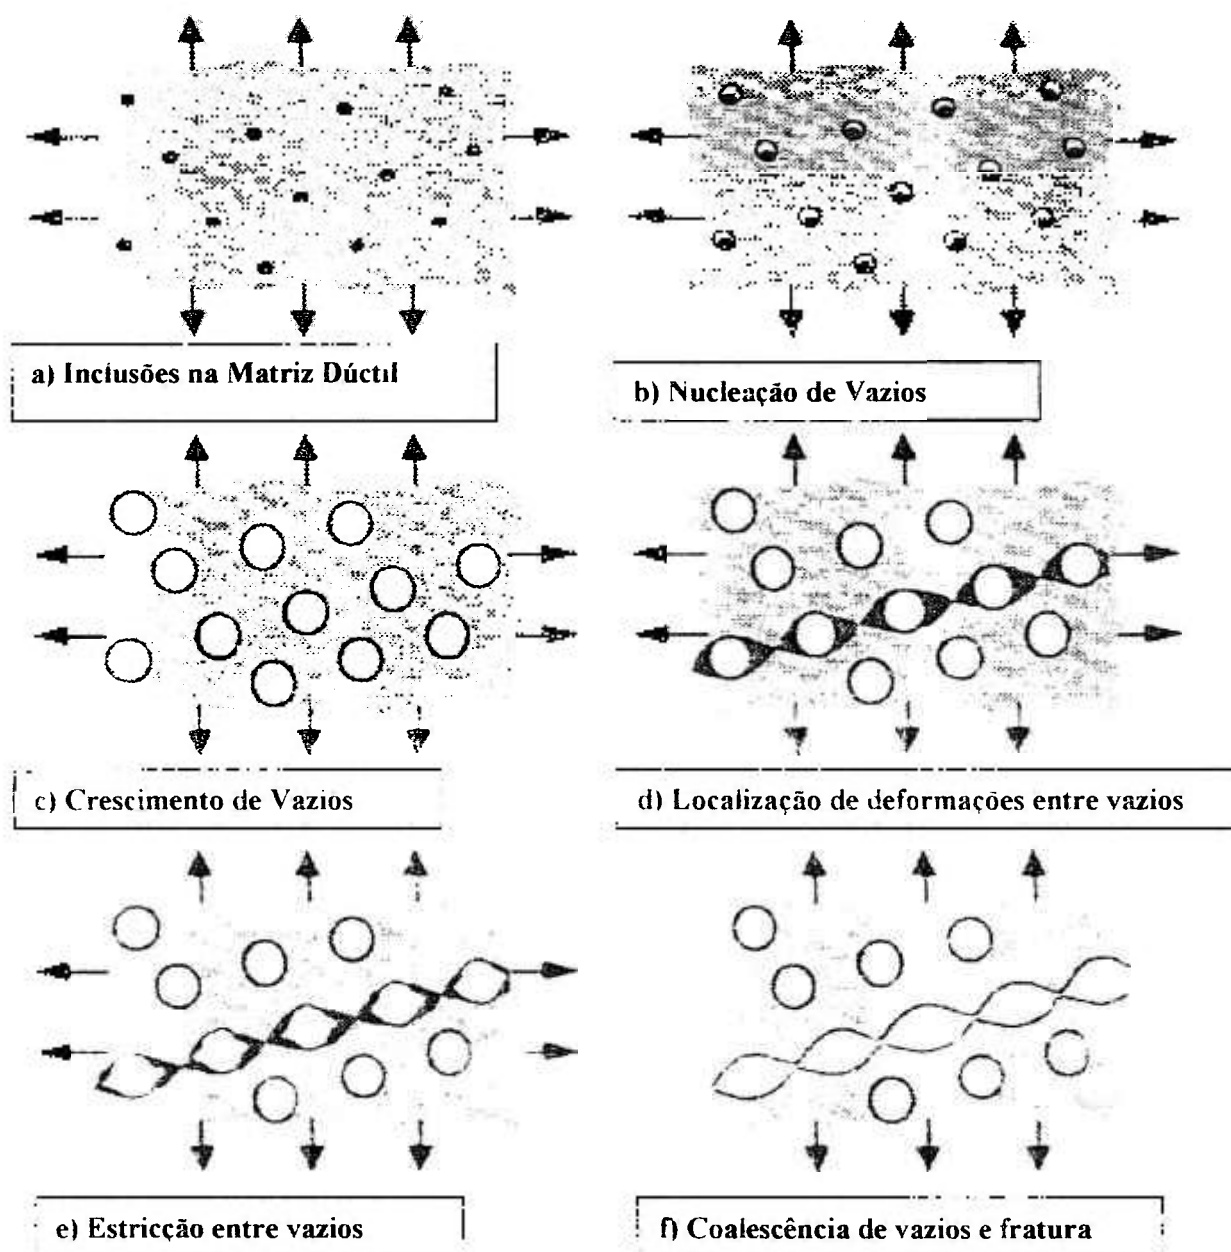 a) Inclusões na Matriz Dúctil
b) Nucleação de Vazios
c) Crescimento de Vazios
d) Localização de deformações entre vazios
e) Estricção entre vazios
f) Coalescência de vazios e fratura